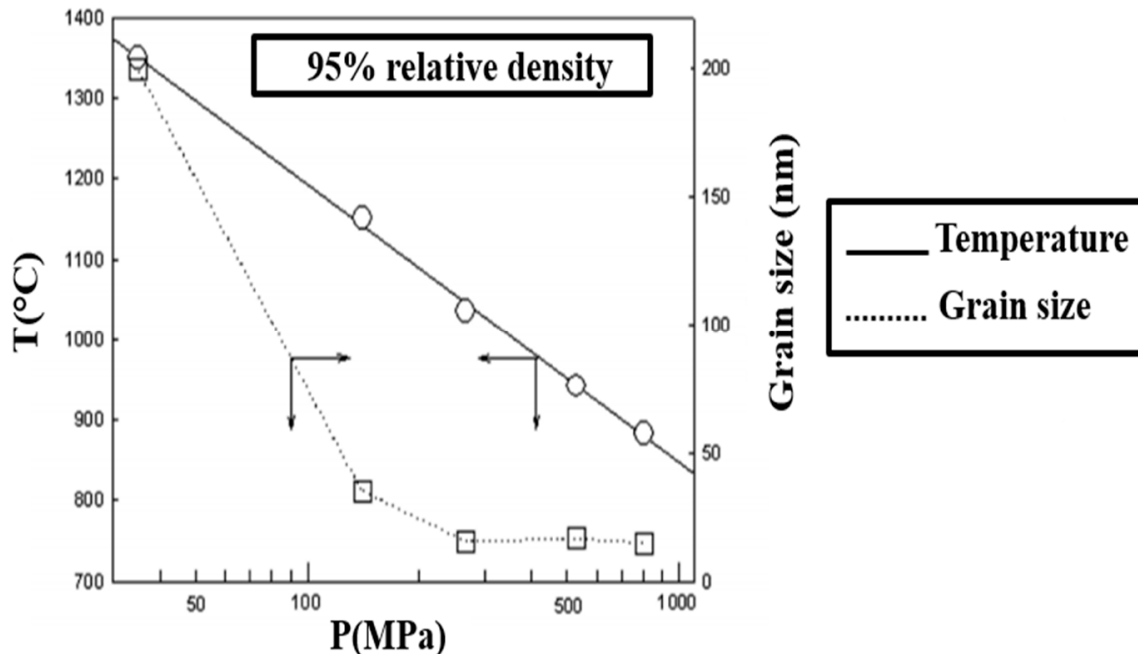 95% relative density
1400
1300
1200
1100
1000
900
800
700
T(°C)
200
150
100
50
0
Grain size (nm)
50
100
500
1000
P(MPa)
Temperature
Grain size